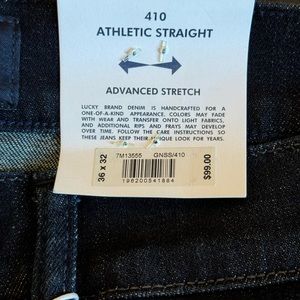 410
ATHLETIC STRAIGHT
ADVANCED STRETCH
LUCKY BRAND DENIM IS HANDCRAFTED FOR A
ONE-OF-A-KIND APPEARANCE. COLORS MAY FADE
WITH WEAR AND TRANSFER ONTO LIGHT FABRICS,
AND ADDITIONAL RIPS AND FRAYS MAY DEVELOP
OVER TIME. FOLLOW THE CARE INSTRUCTIONS SO
THESE JEANS KEEP THEIR UNIQUE LOOK FOR YEARS.
36 x 32
7M13555 GNSS/410
$99.00
196200541884